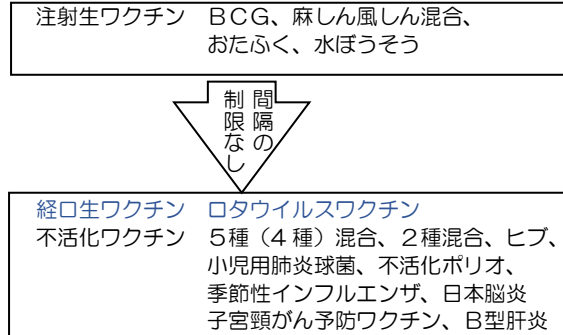 注射生ワクチン　ＢＣＧ、麻しん風しん混合、
おたふく、水ぼうそう
間隔の
制限なし
経口生ワクチン　ロタウイルスワクチン
不活化ワクチン　５種（４種）混合、２種混合、ヒブ、
小児用肺炎球菌、不活化ポリオ、
季節性インフルエンザ、日本脳炎
子宮頸がん予防ワクチン、Ｂ型肝炎